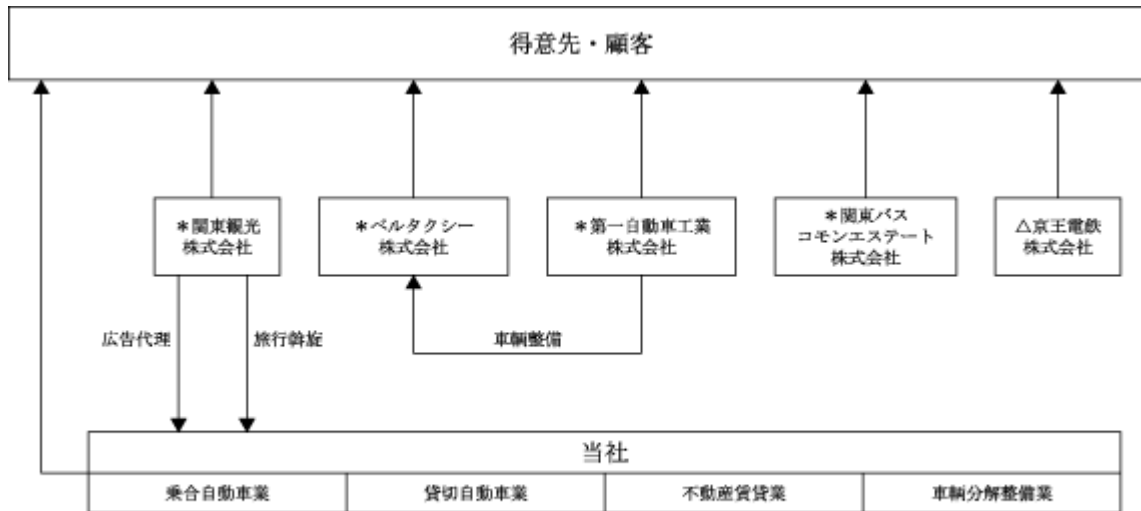 得意先・顧客
＊関東観光
株式会社
＊ベルタクシー
株式会社
＊第一自動車工業
株式会社
＊関東バス
コモンエステート
株式会社
△京王電鉄
株式会社
広告代理
旅行斡旋
車輌整備
当社
乗合自動車業
貸切自動車業
不動産賃貸業
車輌分解整備業